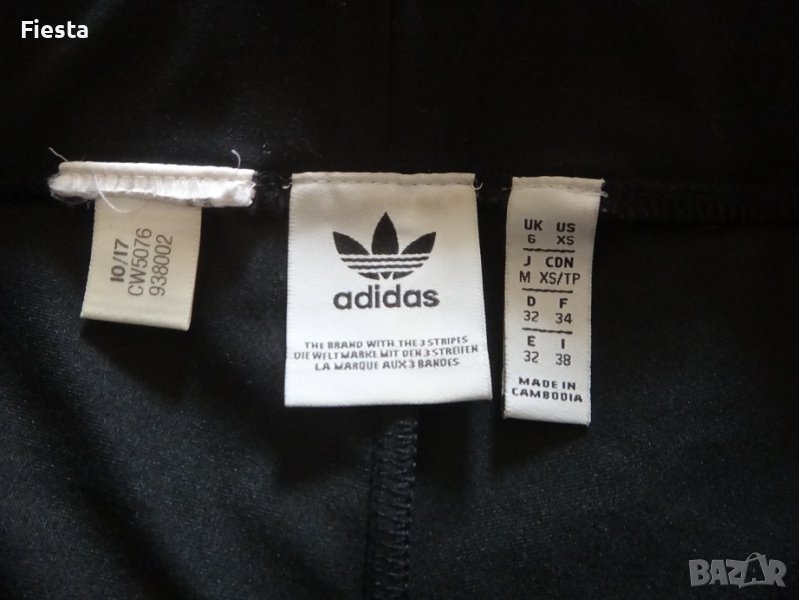 Fiesta
10/17
CW5076
938002
adidas
THE BRAND WITH THE 3 STRIPES
DIE WELTMARKE MIT DEN 3 STREIFEN
LA MARQUE AUX 3 BANDES
UK US
6 XS
J CDN
M XS/TP
D F
32 34
E I
32 38
MADE IN
CAMBODIA
BAZAR